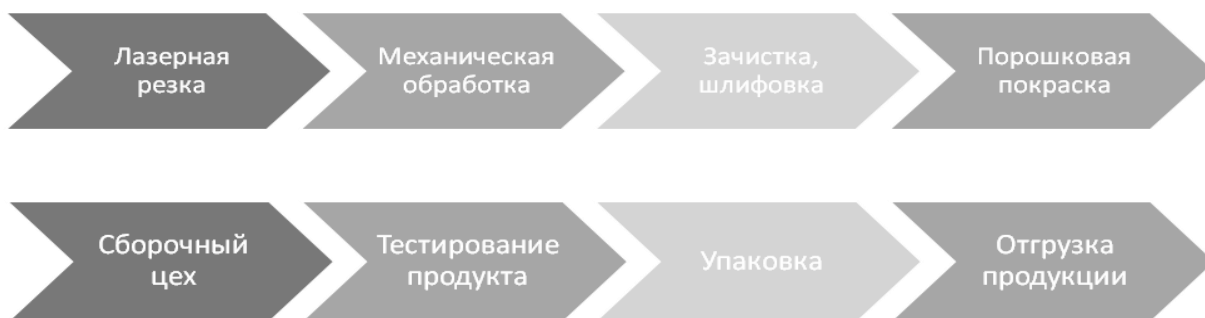 Лазерная
резка
Механическая
обработка
Зачистка,
шлифовка
Порошковая
покраска
Сборочный
цех
Тестирование
продукта
Упаковка
Отгрузка
продукции